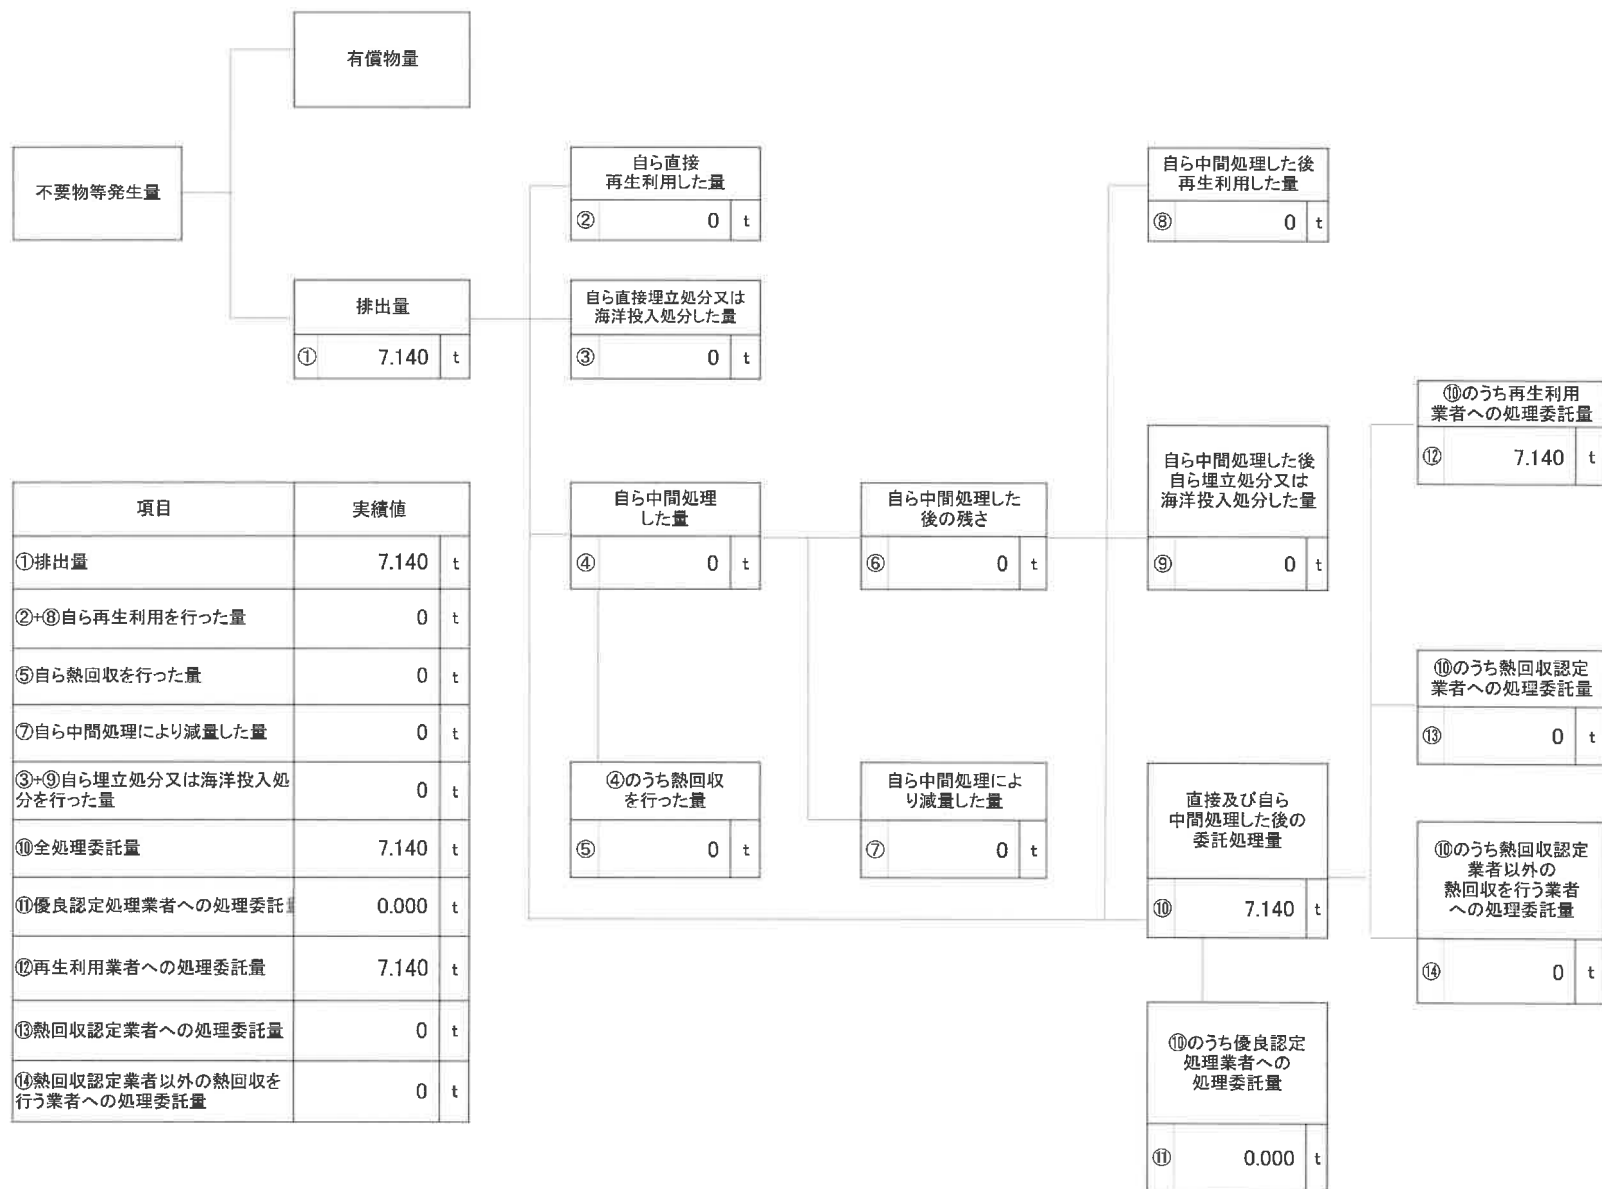 有償物量
不要物等発生量
排出量
① 7.140 t
自ら直接
再生利用した量
② 0 t
自ら直接埋立処分又は
海洋投入処分した量
③ 0 t
自ら中間処理
した量
④ 0 t
④のうち熱回収
を行った量
⑤ 0 t
自ら中間処理した
後の残さ
⑥ 0 t
自ら中間処理によ
り減量した量
⑦ 0 t
自ら中間処理した後
再生利用した量
⑧ 0 t
自ら中間処理した後
自ら埋立処分又は
海洋投入処分した量
⑨ 0 t
直接及び自ら
中間処理した後の
委託処理量
⑩ 7.140 t
⑩のうち優良認定
処理業者への
処理委託量
⑪ 0.000 t
⑩のうち再生利用
業者への処理委託量
⑫ 7.140 t
⑩のうち熱回収認定
業者への処理委託量
⑬ 0 t
⑩のうち熱回収認定
業者以外の
熱回収を行う業者
への処理委託量
⑭ 0 t
項目 実績値
①排出量 7.140 t
②+⑧自ら再生利用を行った量 0 t
⑤自ら熱回収を行った量 0 t
⑦自ら中間処理により減量した量 0 t
③+⑨自ら埋立処分又は海洋投入処
分を行った量 0 t
⑩全処理委託量 7.140 t
⑪優良認定処理業者への処理委託量 0.000 t
⑫再生利用業者への処理委託量 7.140 t
⑬熱回収認定業者への処理委託量 0 t
⑭熱回収認定業者以外の熱回収を
行う業者への処理委託量 0 t